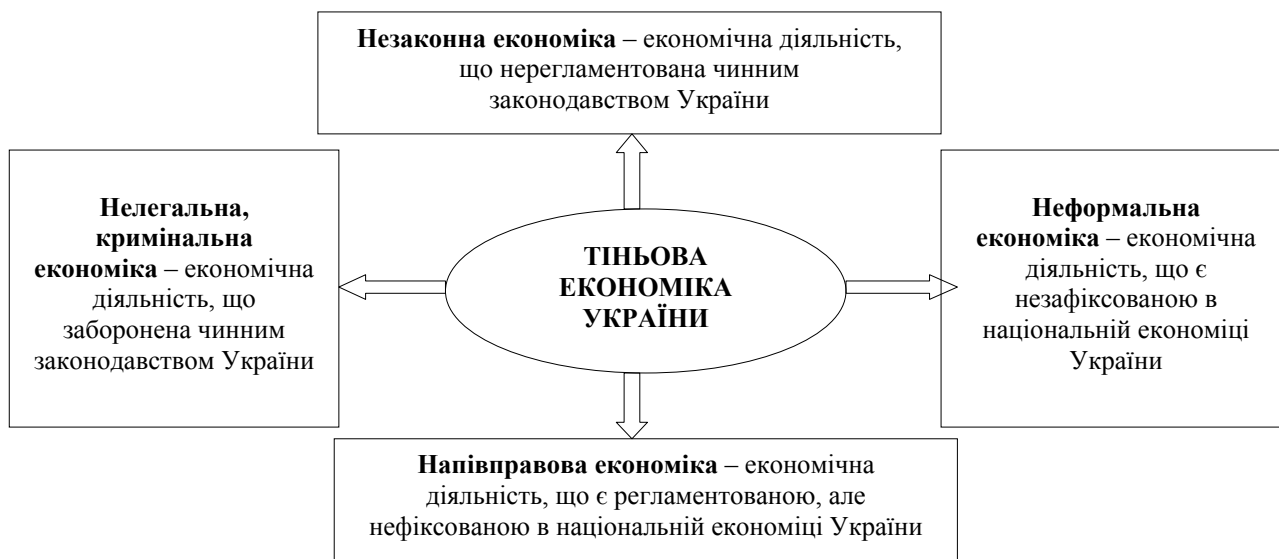 Незаконна економіка – економічна діяльність,
що нерегламентована чинним
законодавством України
Нелегальна,
кримінальна
економіка – економічна
діяльність, що
заборонена чинним
законодавством України
ТІНЬОВА
ЕКОНОМІКА
УКРАЇНИ
Неформальна
економіка – економічна
діяльність, що є
незафіксованою в
національній економіці
України
Напівправова економіка – економічна
діяльність, що є регламентованою, але
нефіксованою в національній економіці України